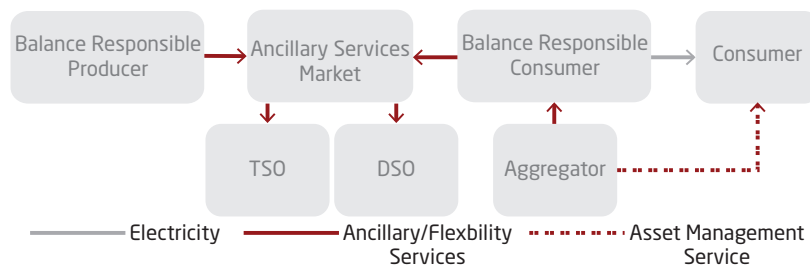 Balance Responsible
Producer
Ancillary Services
Market
Balance Responsible
Consumer
Consumer
TSO
DSO
Aggregator
Electricity
Ancillary/Flexbility
Services
Asset Management
Service